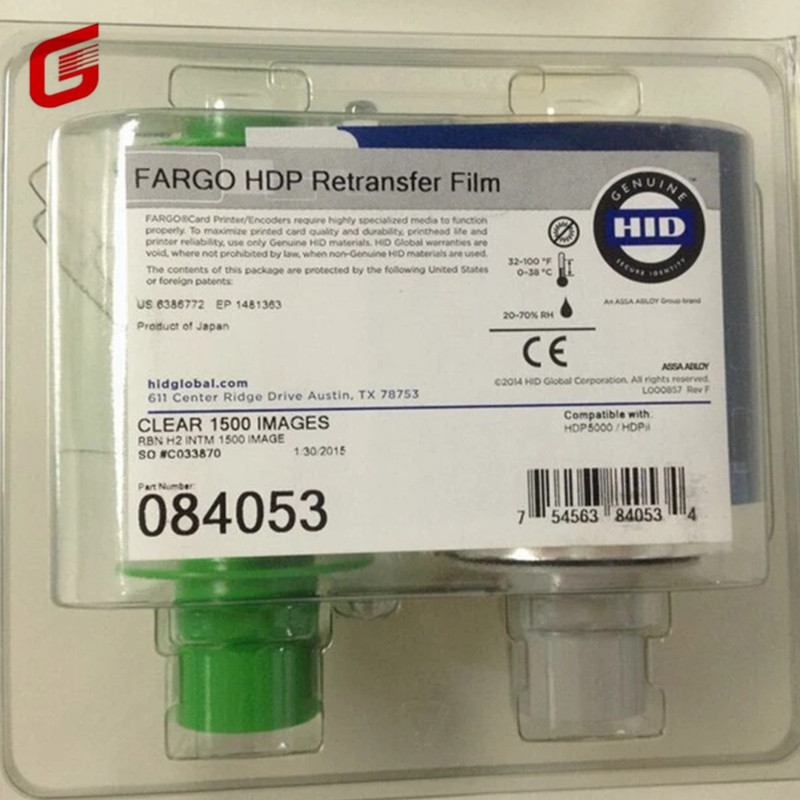 FARGO HDP Retransfer Film
FARGO®Card Printer/Encoders require highly specialized media to function
properly. To maximize printed card quality and durability, printhead life and
printer reliability, use only Genuine HID materials. HID Global warranties are
void, where not prohibited by law, when non-Genuine HID materials are used.
The contents of this package are protected by the following United States
or foreign patents:
US 6386772 EP 1481363
Product of Japan
GENUINE
HID
SECURE IDENTITY
An ASSA ABLOY Group brand
32-100 °F
0-38 °C
20-70% RH
CE
ASSA ABLOY
©2014 HID Global Corporation. All rights reserved.
L000857 Rev F
hidglobal.com
611 Center Ridge Drive Austin, TX 78753
CLEAR 1500 IMAGES
RBN H2 INTM 1500 IMAGE
SO #C033870 1/30/2015
Compatible with:
HDP5000 / HDPii
Part Number:
084053
7 54563 84053 4